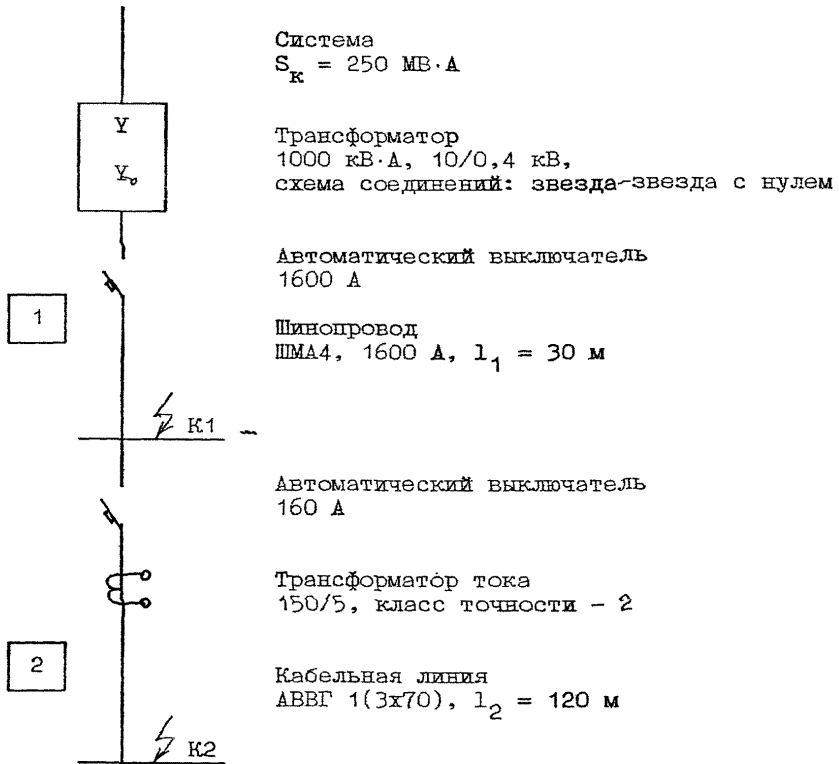 Система
Sк = 250 МВ·А
Y
Y₀
Трансформатор
1000 кВ·А, 10/0,4 кВ,
схема соединений: звезда-звезда с нулем
Автоматический выключатель
1600 А
1
Шинопровод
ШМА4, 1600 А, l₁ = 30 м
К1
Автоматический выключатель
160 А
Трансформатор тока
150/5, класс точности - 2
2
Кабельная линия
АВВГ 1(3х70), l₂ = 120 м
К2